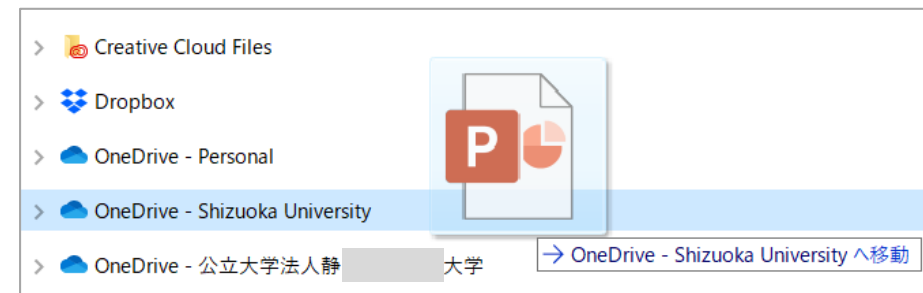 Creative Cloud Files
Dropbox
OneDrive - Personal
P
OneDrive - Shizuoka University
→ OneDrive - Shizuoka University へ移動
OneDrive - 公立大学法人静 大学